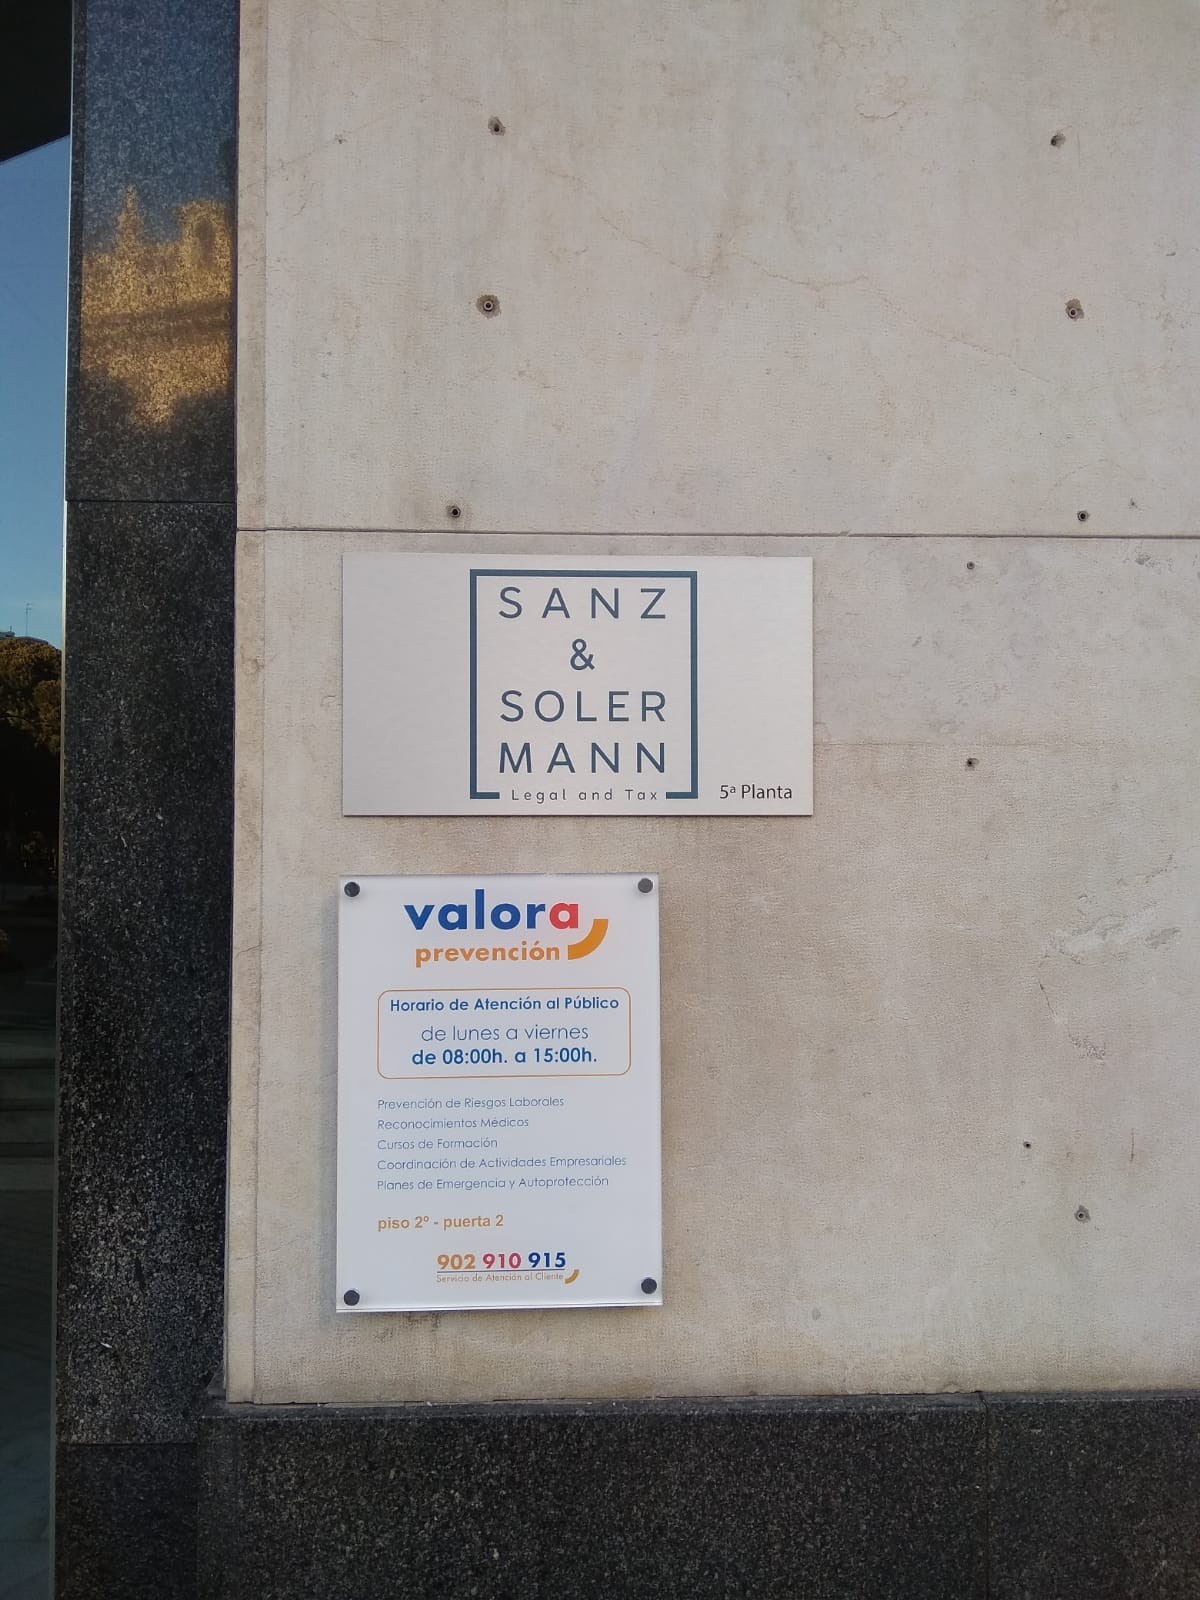 SANZ
&
SOLER
MANN
Legal and Tax
5ª Planta
valora
prevención
Horario de Atención al Público
de lunes a viernes
de 08:00h. a 15:00h.
Prevención de Riesgos Laborales
Reconocimientos Médicos
Cursos de Formación
Coordinación de Actividades Empresariales
Planes de Emergencia y Autoprotección
piso 2º - puerta 2
902 910 915
Servicio de Atención al Cliente